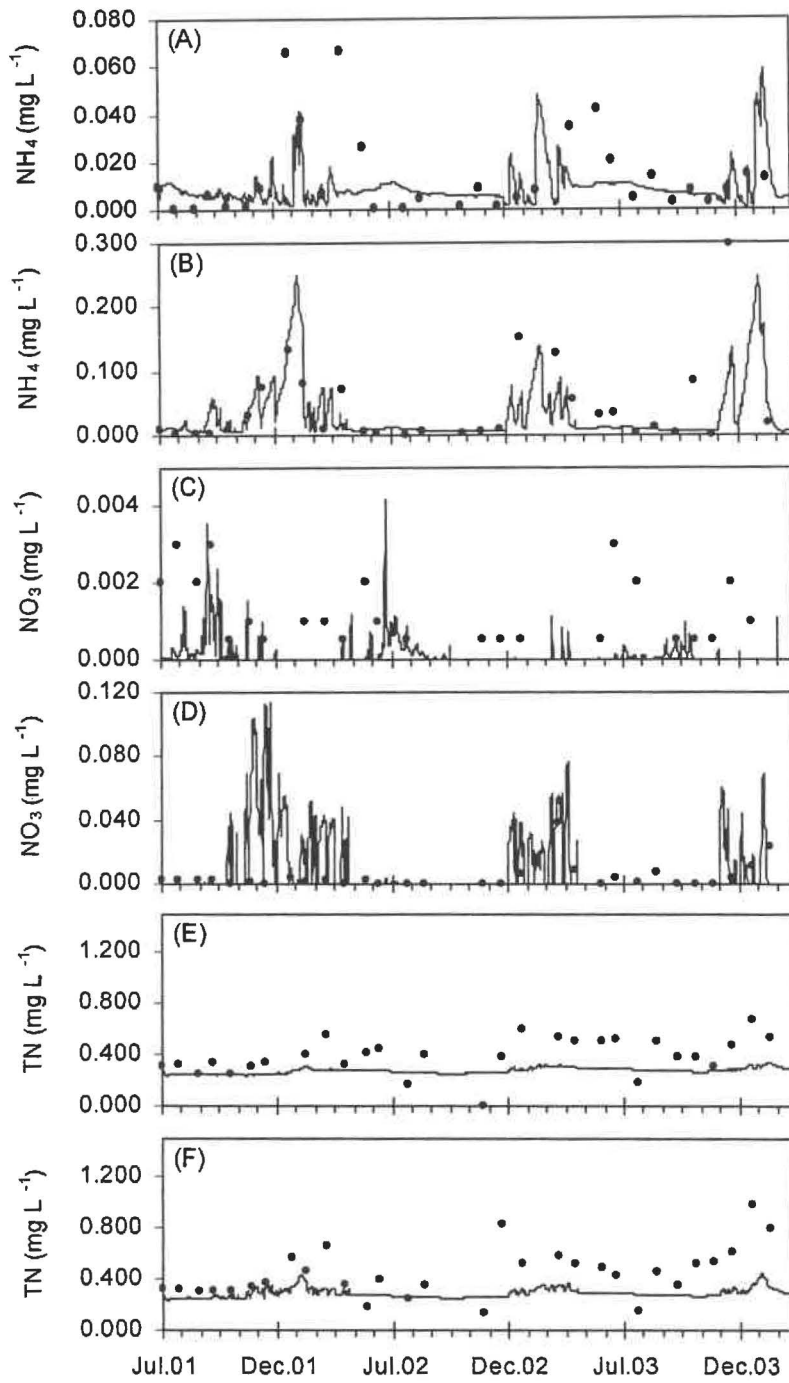 (A)
NH₄ (mg L⁻¹)
0.080
0.060
0.040
0.020
0.000
(B)
NH₄ (mg L⁻¹)
0.300
0.200
0.100
0.000
(C)
NO₃ (mg L⁻¹)
0.004
0.002
0.000
(D)
NO₃ (mg L⁻¹)
0.120
0.080
0.040
0.000
(E)
TN (mg L⁻¹)
1.200
0.800
0.400
0.000
(F)
TN (mg L⁻¹)
1.200
0.800
0.400
0.000
Jul.01 Dec.01 Jul.02 Dec.02 Jul.03 Dec.03